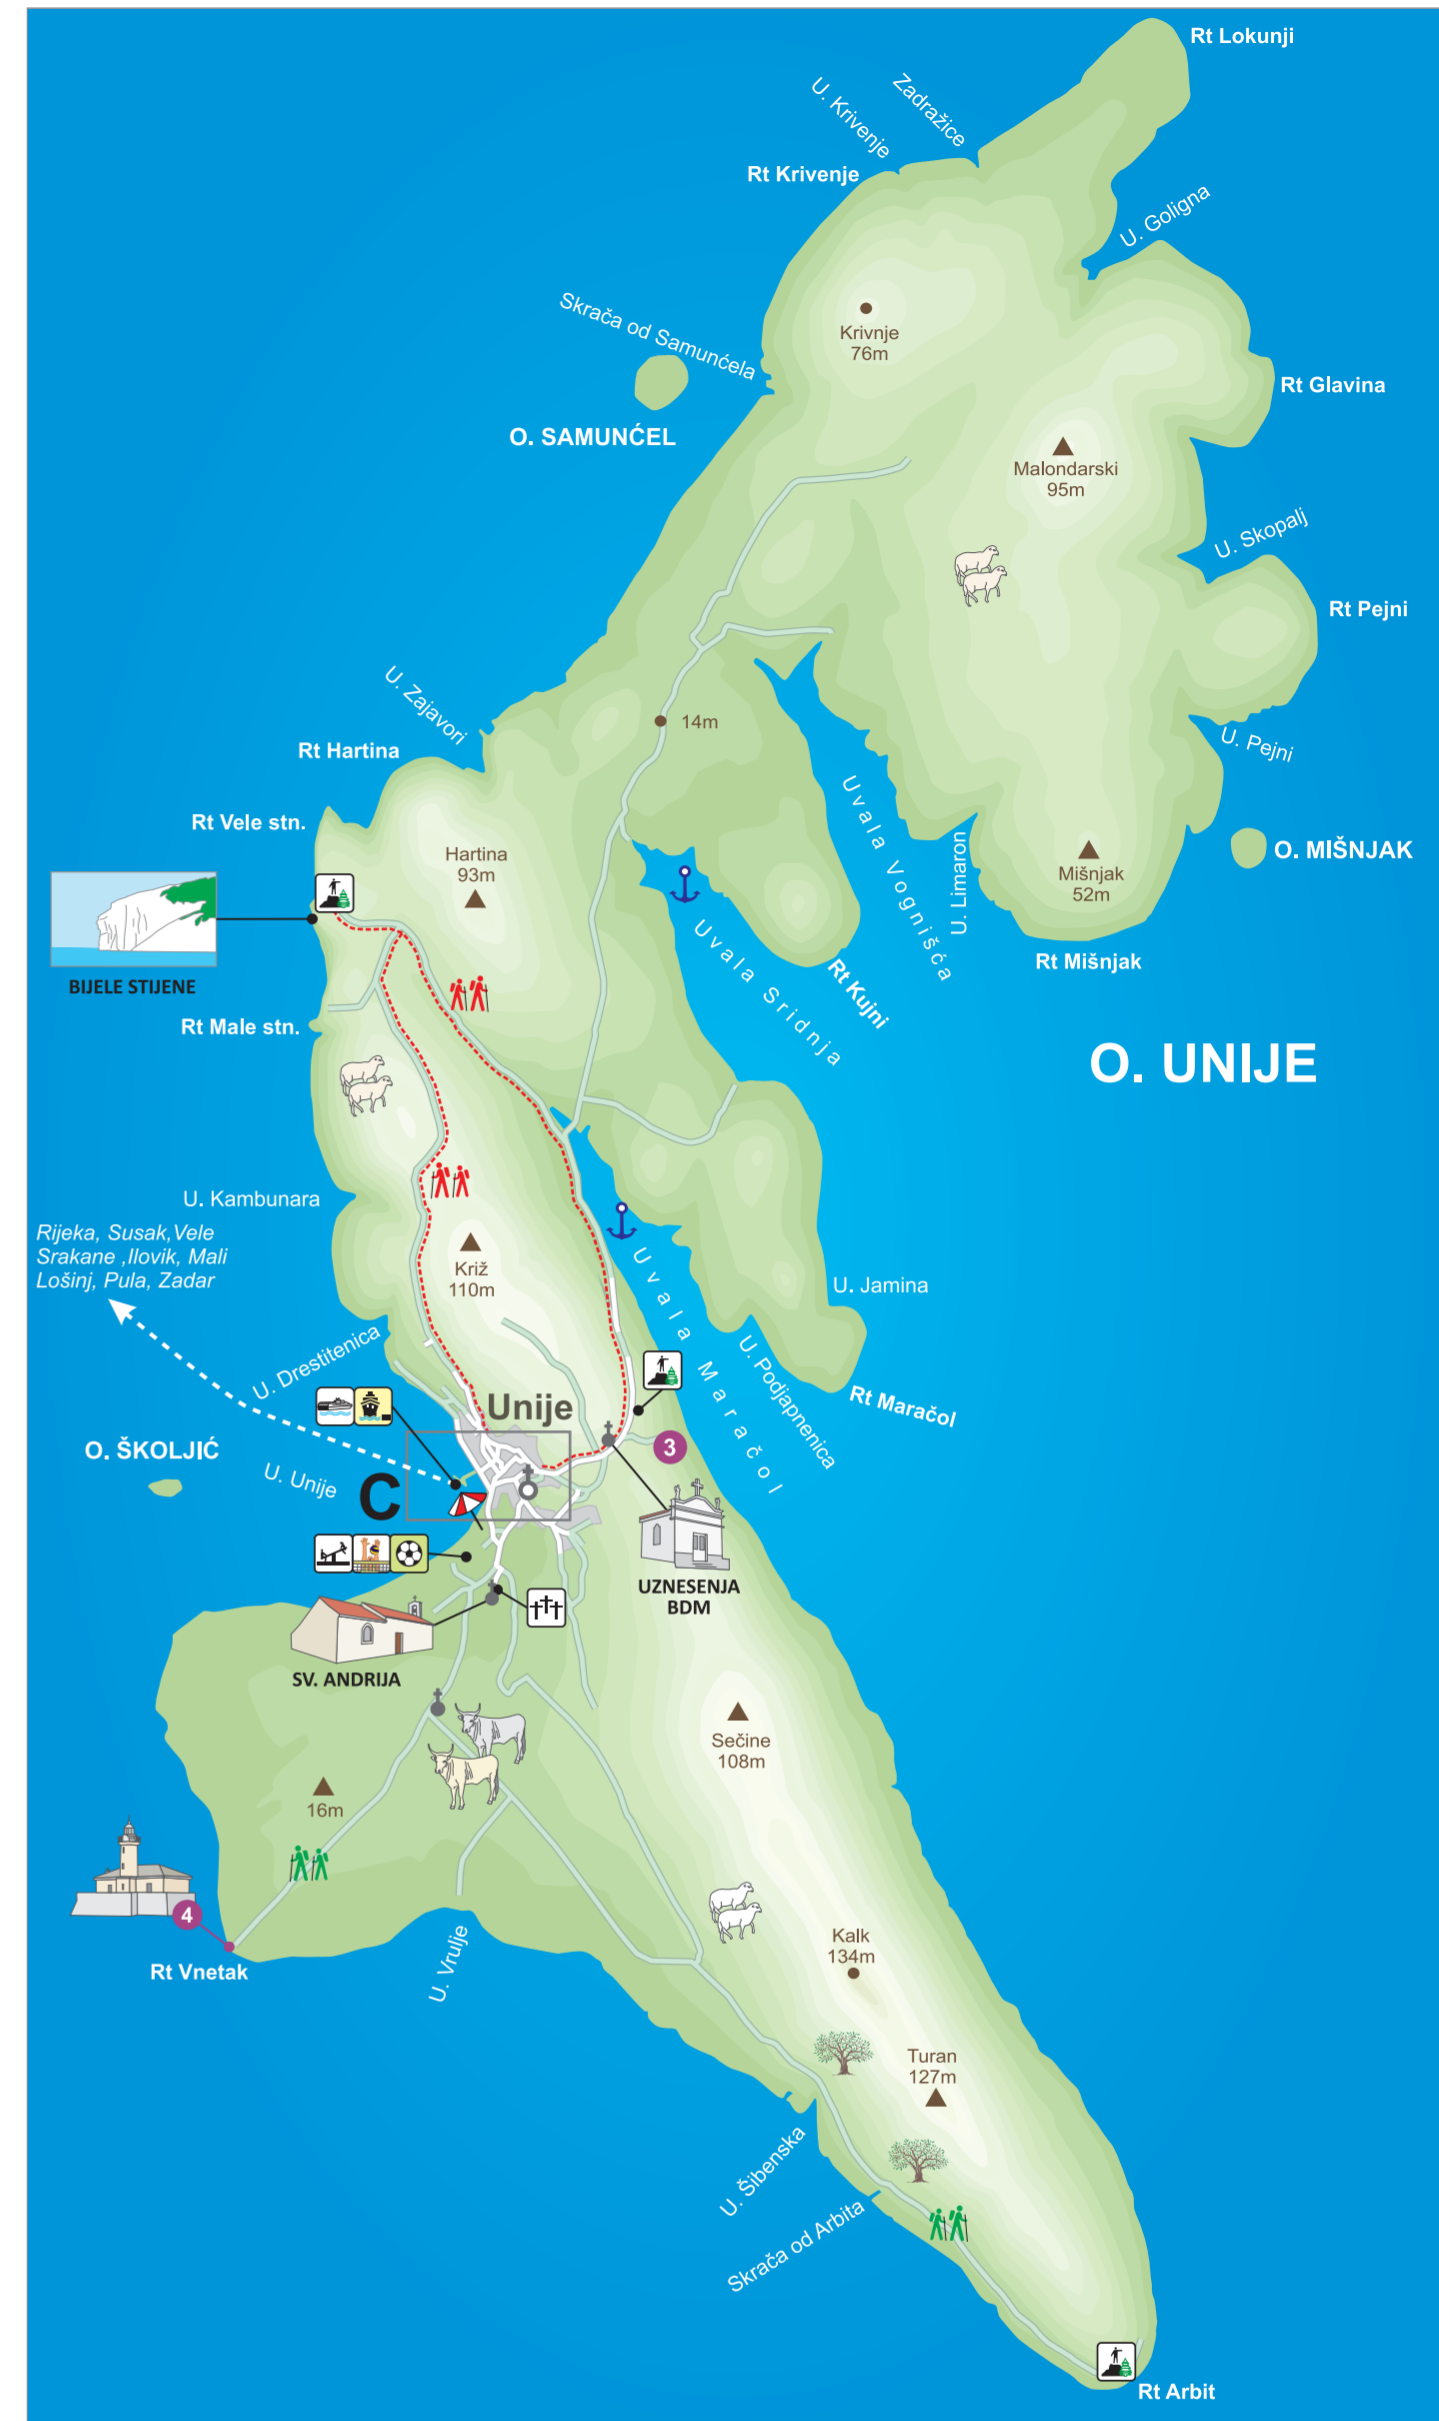 Rt Lokunji
Zadražice
U. Krivenje
Rt Krivenje
U. Goligna
Skrača od Samunćela
Krivnje
76m
Rt Glavina
O. SAMUNĆEL
Malondarski
95m
U. Skopalj
Rt Pejni
U. Zajavori
14m
Rt Hartina
U. Pejni
Rt Vele stn.
Hartina
93m
Uvala Vognišća
U. Limaron
O. MIŠNJAK
Mišnjak
52m
Rt Mišnjak
BIJELE STIJENE
Uvala Sridnja
Rt Kujni
Rt Male stn.
O. UNIJE
U. Kambunara
Rijeka, Susak,Vele
Srakane ,Ilovik, Mali
Lošinj, Pula, Zadar
Križ
110m
Uvala Maračol
U. Jamina
U. Drestitenica
U. Podjapnenica
Rt Maračol
Unije
O. ŠKOLJIĆ
U. Unije
C
3
UZNESENJA
BDM
SV. ANDRIJA
Sečine
108m
16m
4
Rt Vnetak
U. Vrulje
Kalk
134m
Turan
127m
U. Šibenska
Skrača od Arbita
Rt Arbit